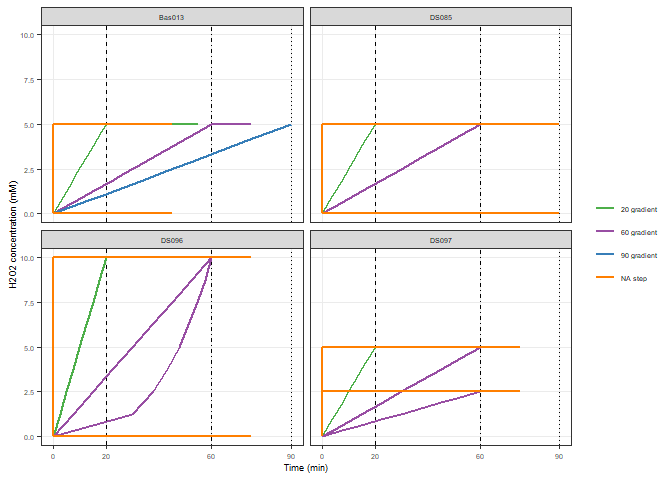 Bas013
DS085
10.0
7.5
5.0
2.5
0.0
DS096
DS097
10.0
7.5
5.0
2.5
0.0
0
20
60
90
0
20
60
90
Time (min)
H2O2 concentration (mM)
20 gradient
60 gradient
90 gradient
NA step